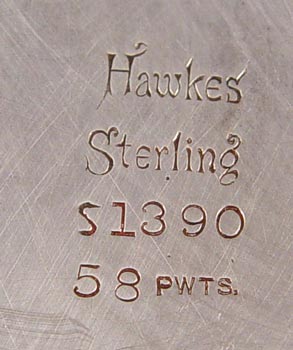 Hawkes
Sterling
S1390
58 PWTS.